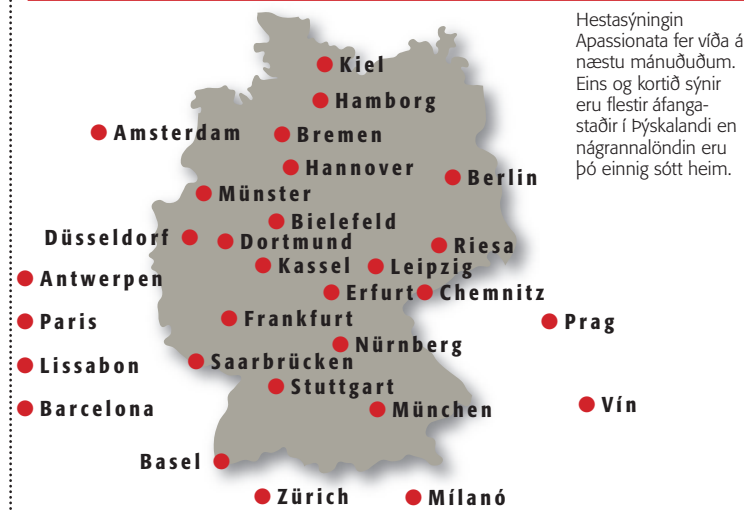 Hestasýningin
Apassionata fer víða á
næstu mánuðuðum.
Eins og kortið sýnir
eru flestir áfanga-
staðir í Þýskalandi en
nágrannalöndin eru
þó einnig sótt heim.
Kiel
Hamborg
Amsterdam
Bremen
Hannover
Berlin
Münster
Bielefeld
Düsseldorf
Dortmund
Riesa
Kassel
Leipzig
Antwerpen
Erfurt
Chemnitz
Paris
Frankfurt
Prag
Nürnberg
Lissabon
Saarbrücken
Stuttgart
Barcelona
München
Vín
Basel
Zürich
Mílanó